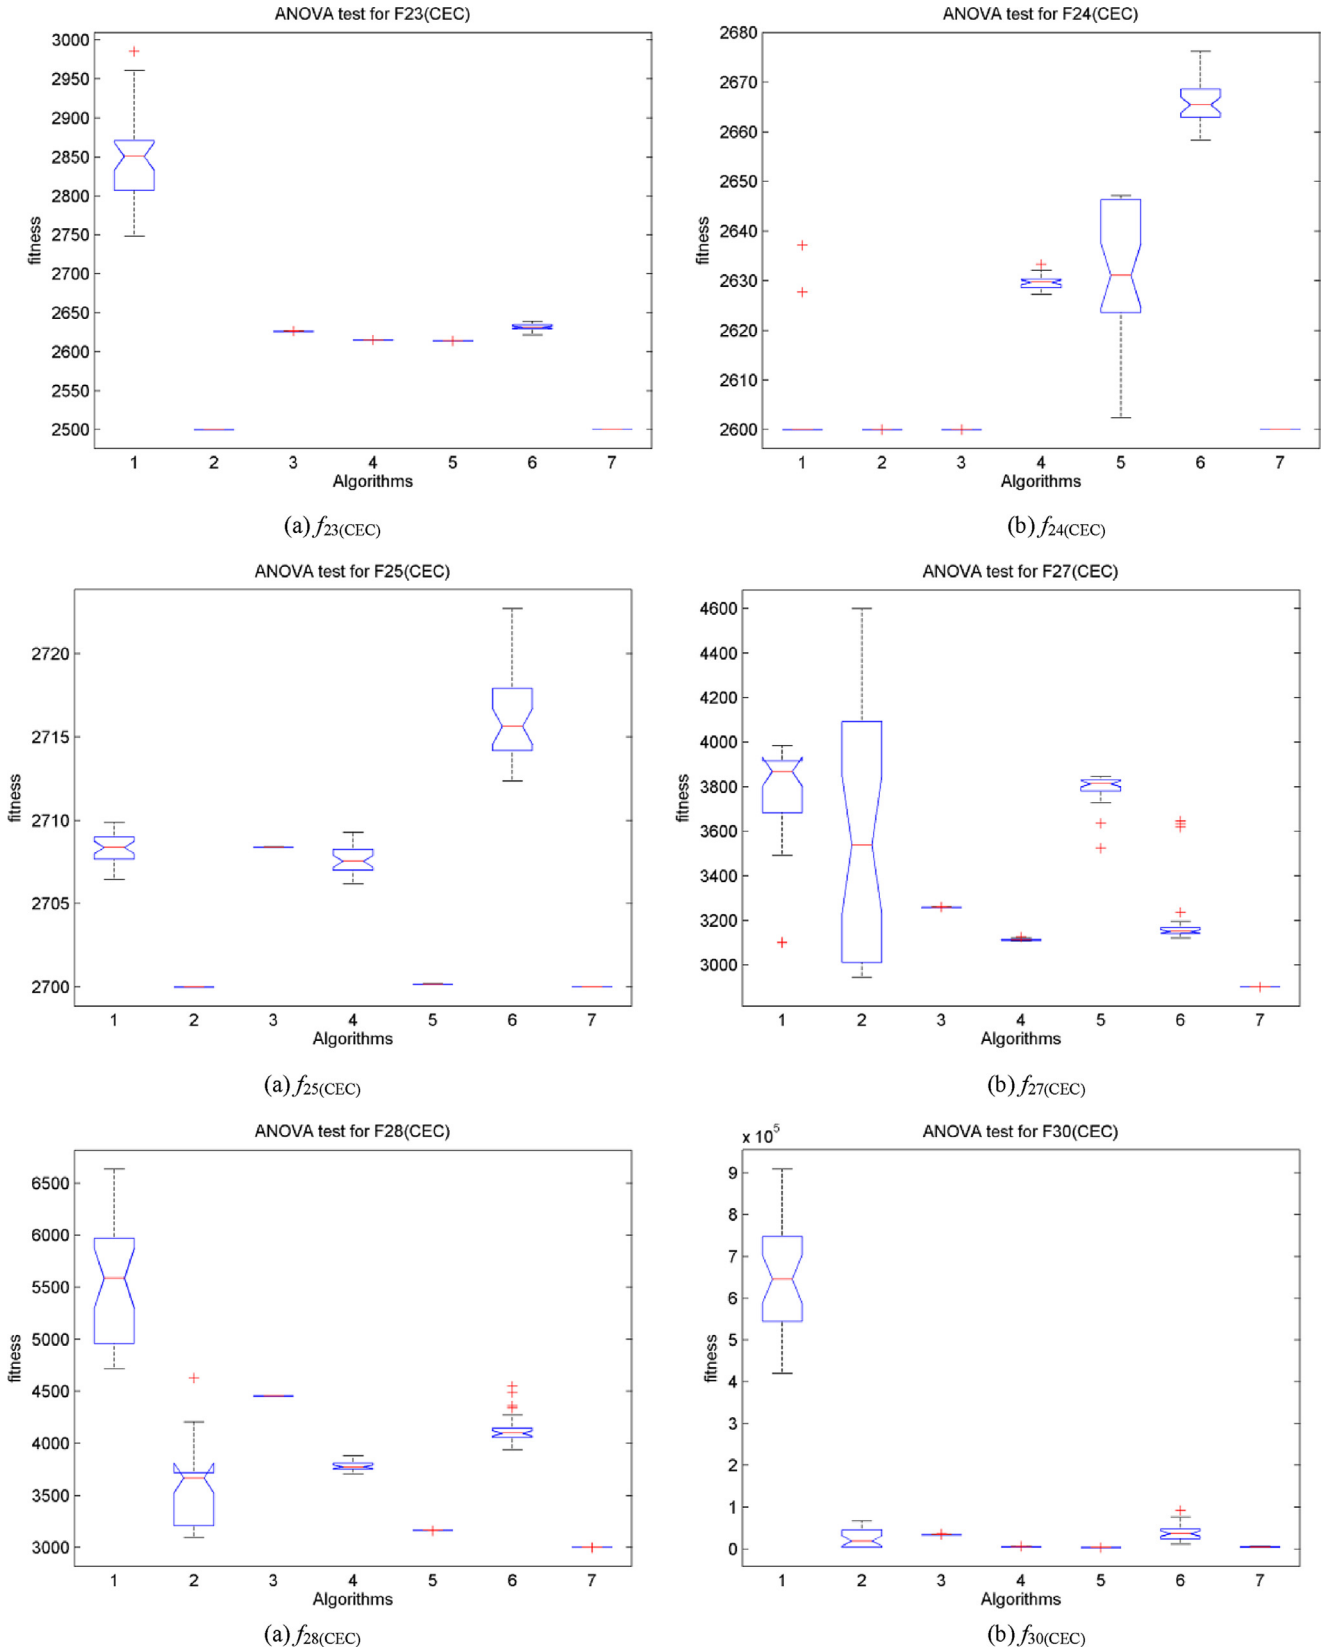 ANOVA test for F23(CEC)
3000
2950
2900
2850
2800
2750
2700
2650
2600
2550
2500
fitness
1 2 3 4 5 6 7
Algorithms
(a) f23(CEC)
ANOVA test for F24(CEC)
2680
2670
2660
2650
2640
2630
2620
2610
2600
fitness
1 2 3 4 5 6 7
Algorithms
(b) f24(CEC)
ANOVA test for F25(CEC)
2720
2715
2710
2705
2700
fitness
1 2 3 4 5 6 7
Algorithms
(a) f25(CEC)
ANOVA test for F27(CEC)
4600
4400
4200
4000
3800
3600
3400
3200
3000
fitness
1 2 3 4 5 6 7
Algorithms
(b) f27(CEC)
ANOVA test for F28(CEC)
6500
6000
5500
5000
4500
4000
3500
3000
fitness
1 2 3 4 5 6 7
Algorithms
(a) f28(CEC)
x 10^5
ANOVA test for F30(CEC)
9
8
7
6
5
4
3
2
1
0
fitness
1 2 3 4 5 6 7
Algorithms
(b) f30(CEC)